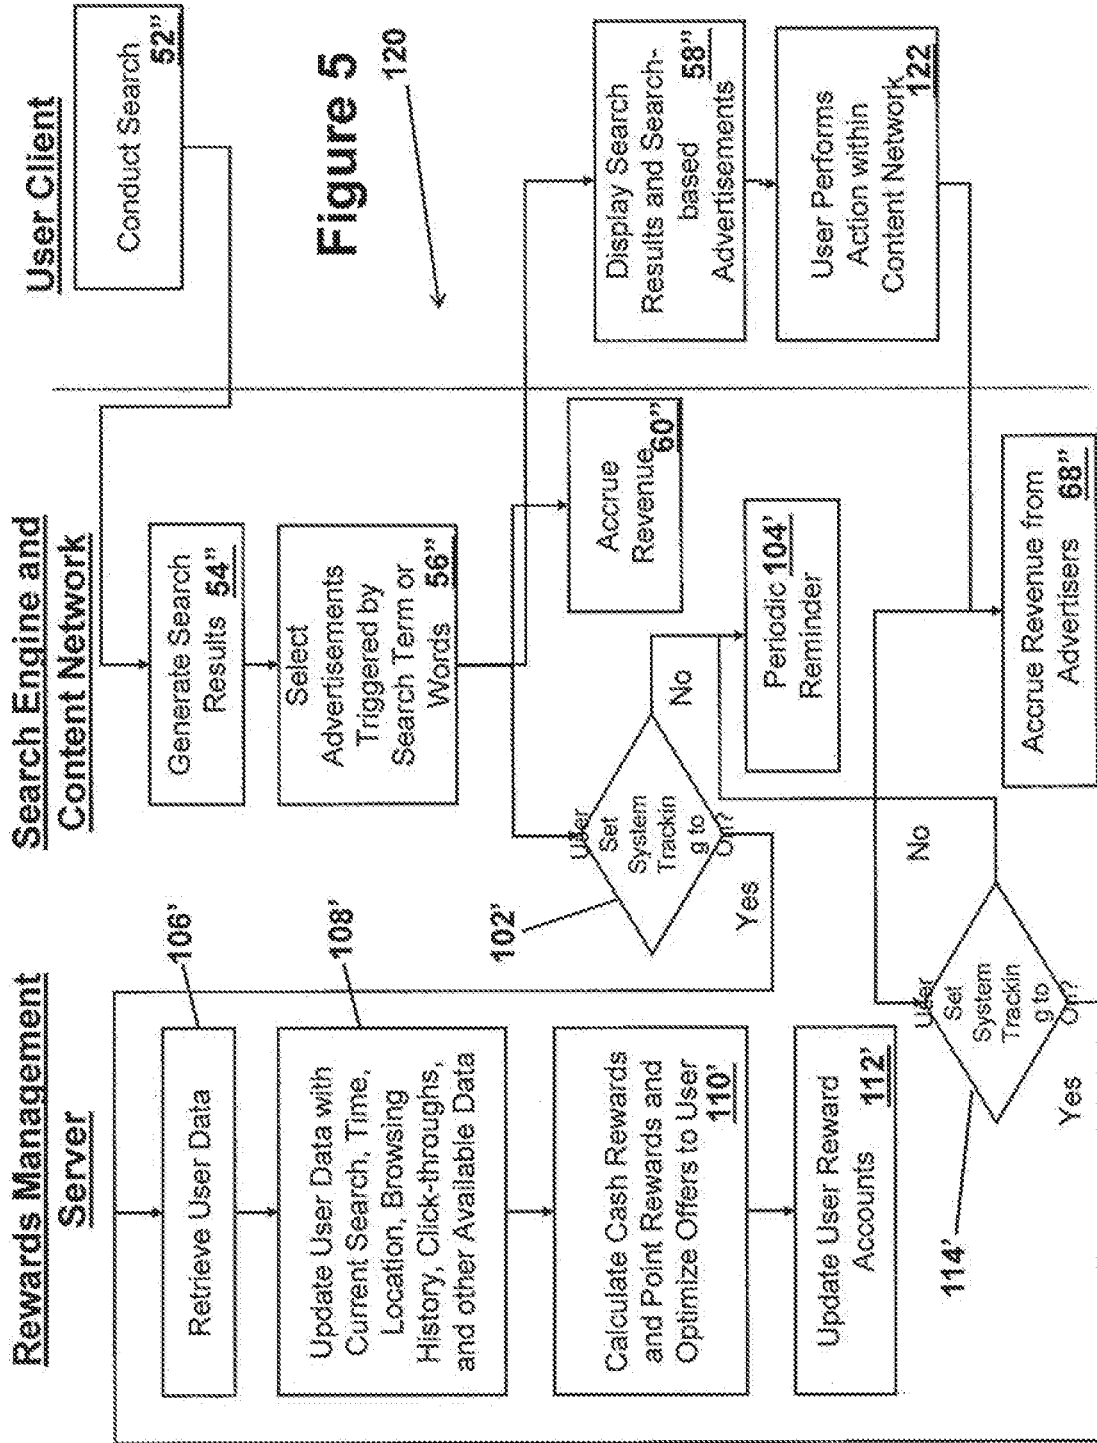 Rewards Management
Server
Search Engine and
Content Network
User Client
Conduct Search
52”
Figure 5
120
Generate Search
Results 54”
Select
Advertisements
Triggered by
Search Term or
Words 56”
Accrue
Revenue
60”
Display Search
Results and Search-
based 58”
Advertisements
User Performs
Action within
Content Network
122
User
Set
System
Trackin
g to
On?
102’
No
Yes
Periodic 104’
Reminder
106’
Retrieve User Data
108’
Update User Data with
Current Search, Time,
Location, Browsing
History, Click-throughs,
and other Available Data
Calculate Cash Rewards
and Point Rewards and
Optimize Offers to User
110’
Update User Reward
Accounts 112’
User
Set
System
Trackin
g to
On?
114’
No
Yes
Accrue Revenue from
Advertisers 68”